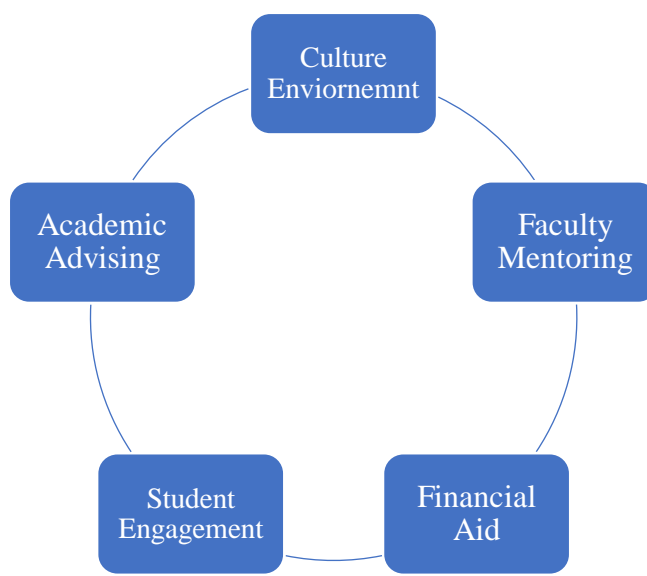 Culture
Enviornemnt
Academic
Advising
Faculty
Mentoring
Student
Engagement
Financial
Aid